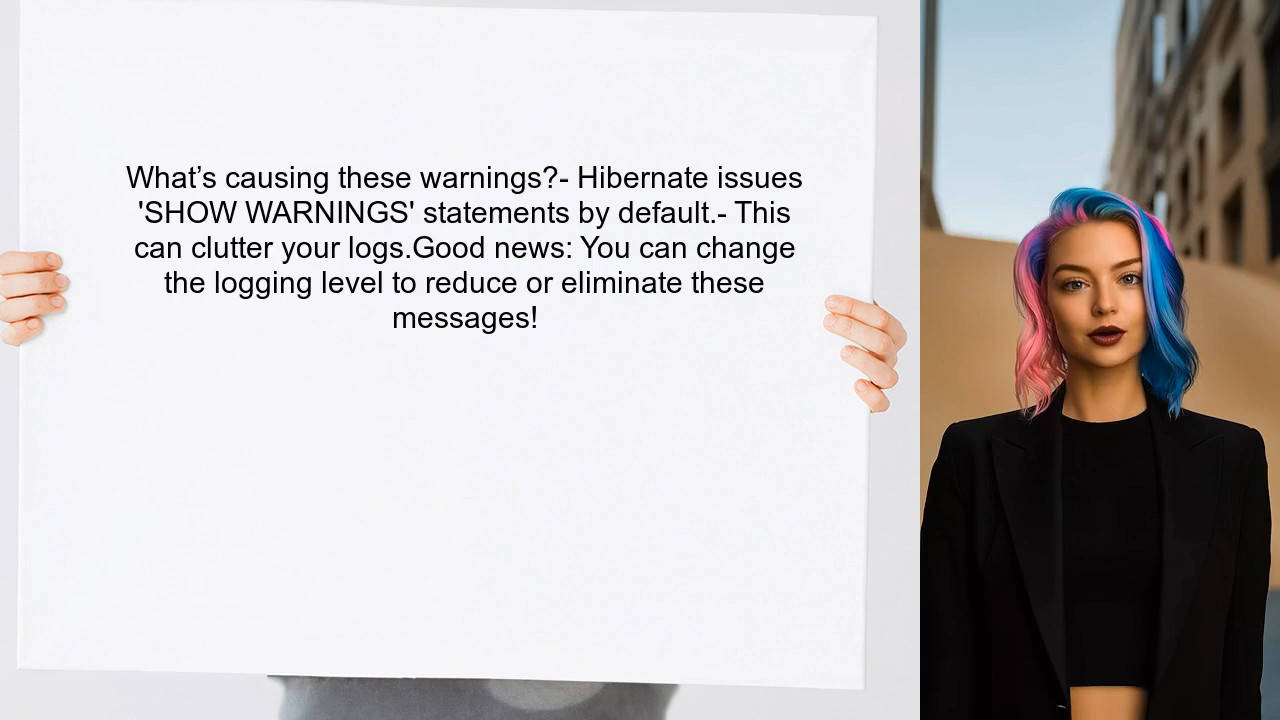 What’s causing these warnings?- Hibernate issues
'SHOW WARNINGS' statements by default.- This
can clutter your logs.Good news: You can change
the logging level to reduce or eliminate these
messages!